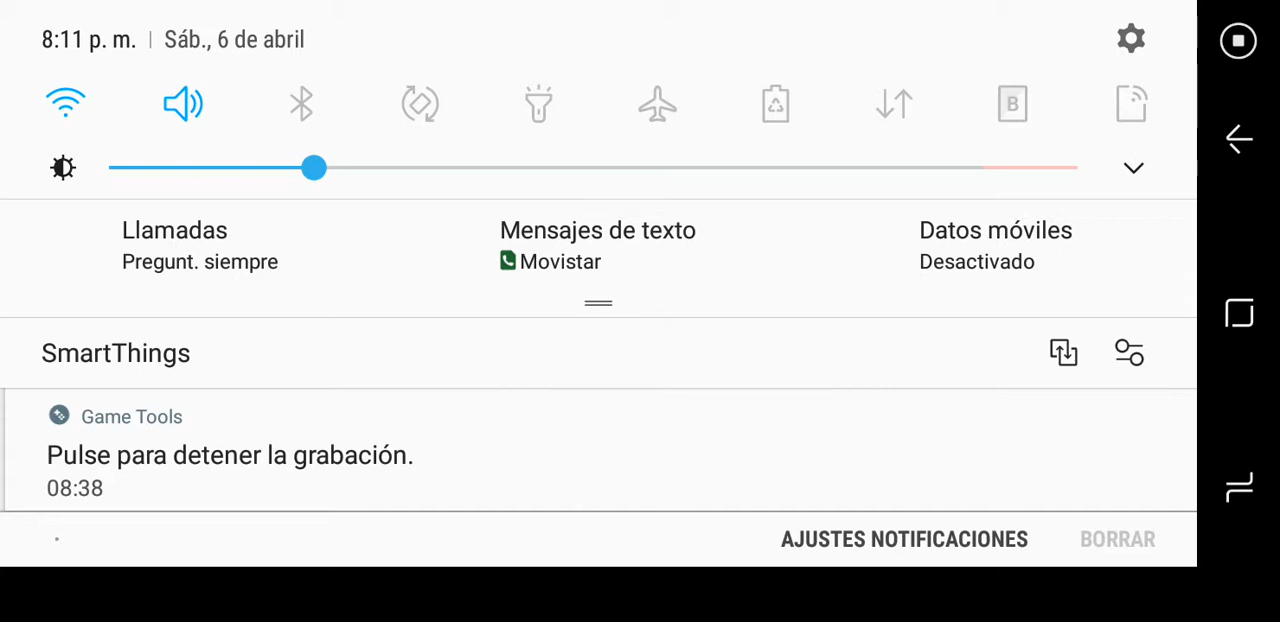 8:11 p. m. | Sáb., 6 de abril
B
Llamadas
Pregunt. siempre
Mensajes de texto
Movistar
Datos móviles
Desactivado
SmartThings
Game Tools
Pulse para detener la grabación.
08:38
AJUSTES NOTIFICACIONES
BORRAR